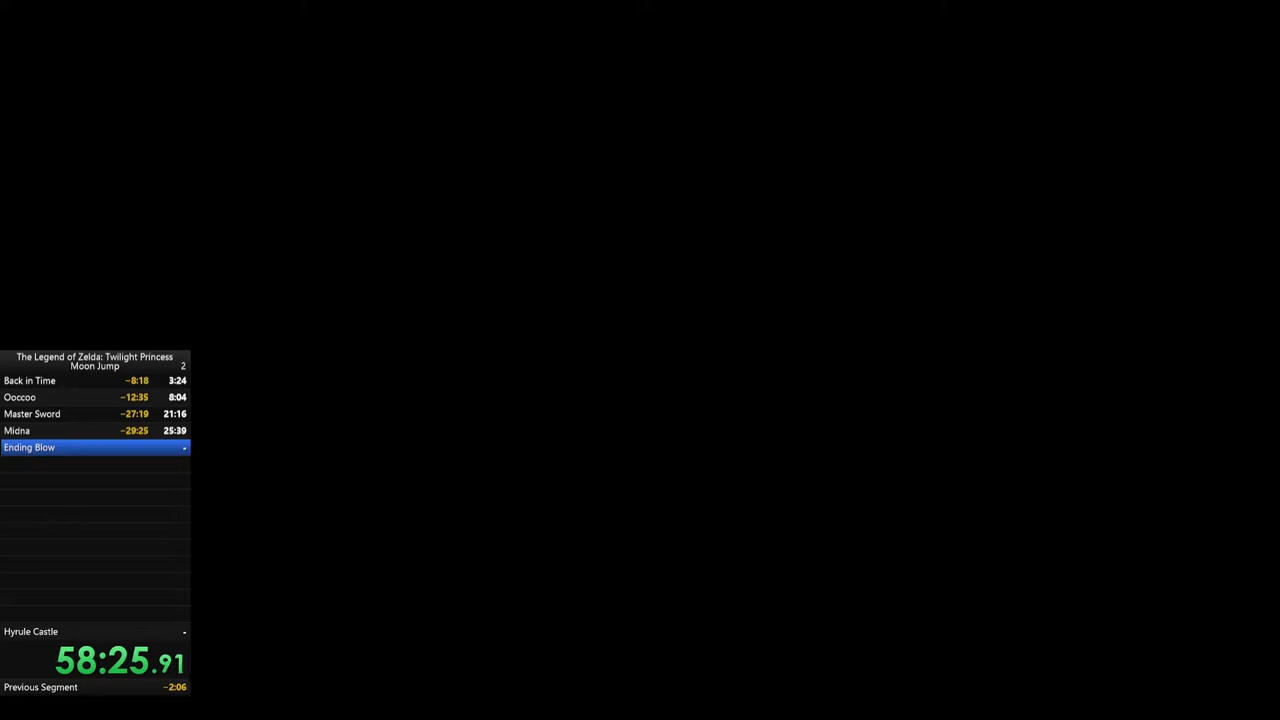 The Legend of Zelda: Twilight Princess
Moon Jump 2
Back in Time −8:18 3:24
Ooccoo −12:35 8:04
Master Sword −27:19 21:16
Midna −29:25 25:39
Ending Blow -
Hyrule Castle -
58:25.91
Previous Segment −2:06